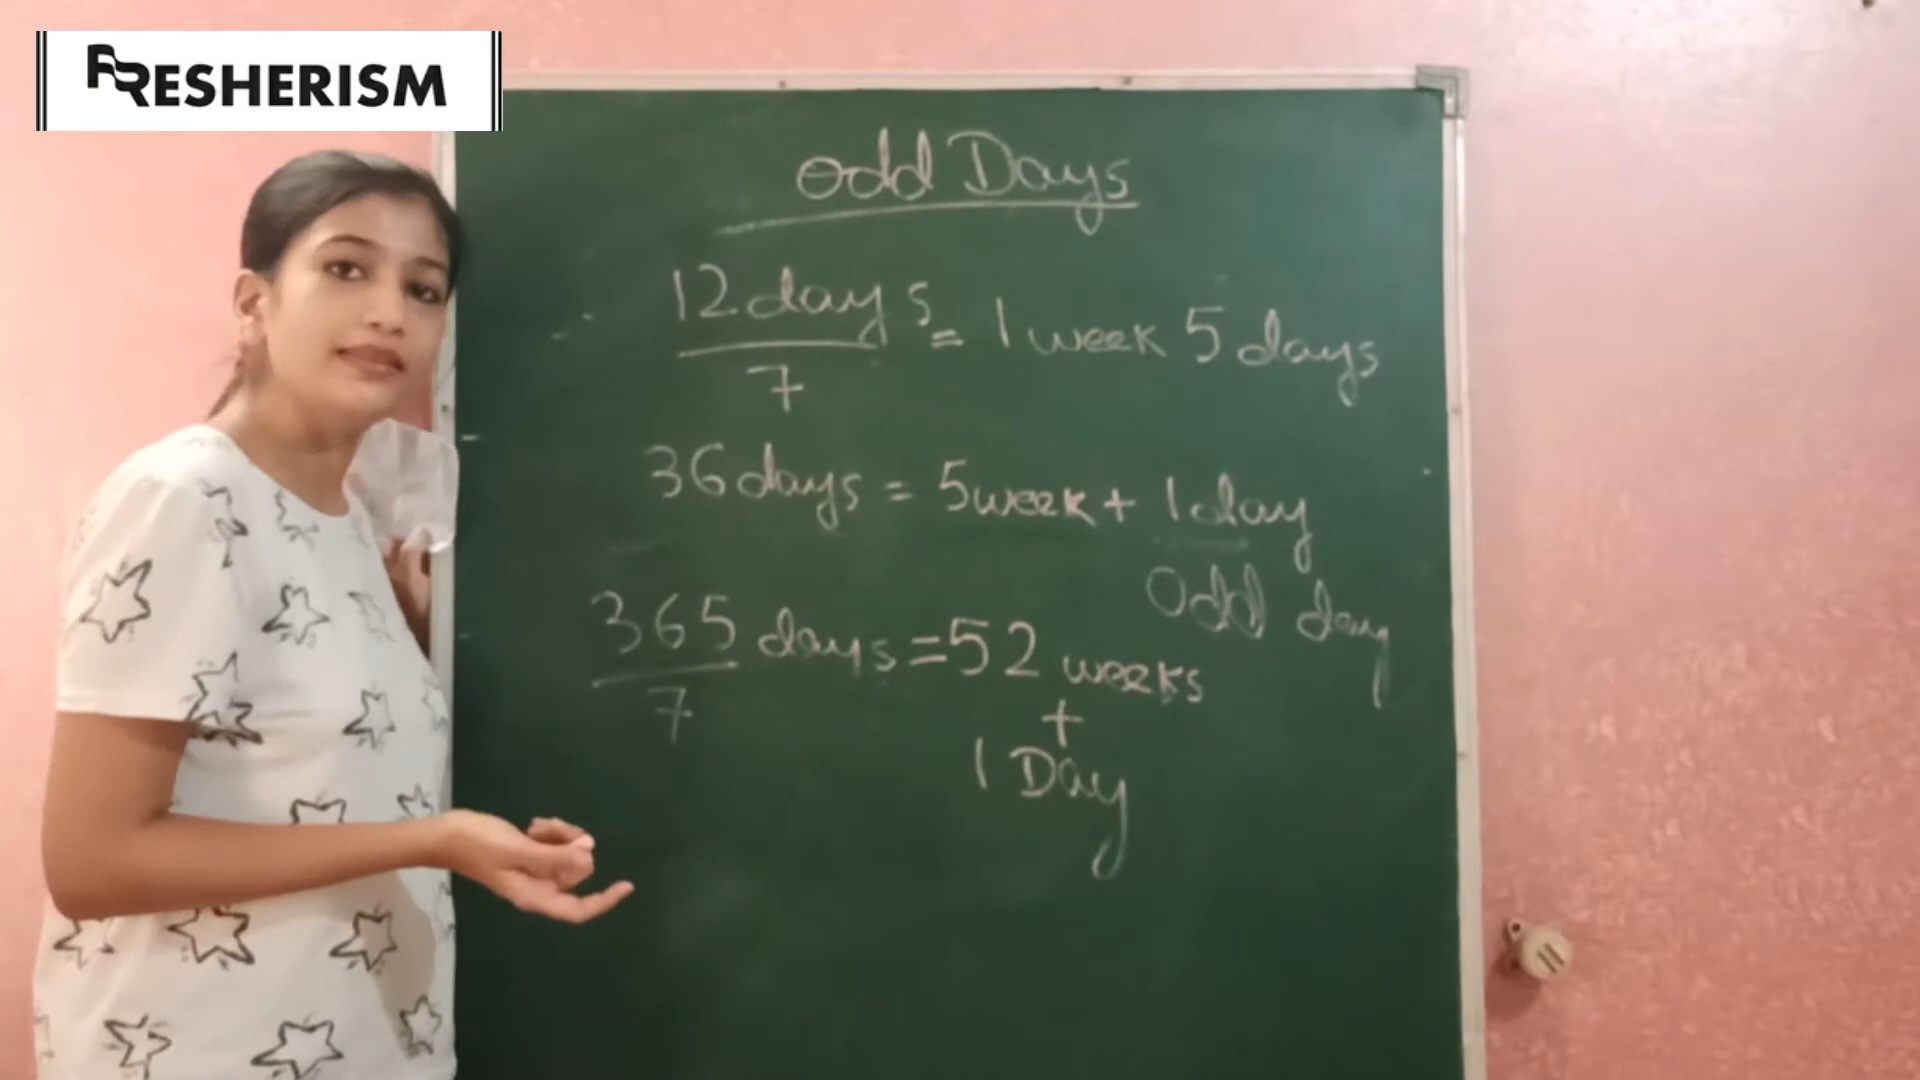 FRESHERISM
Odd Days
12 days = 1 week 5 days
7
36 days = 5 week + 1 day
Odd day
365 days = 52 weeks
7
+
1 Day